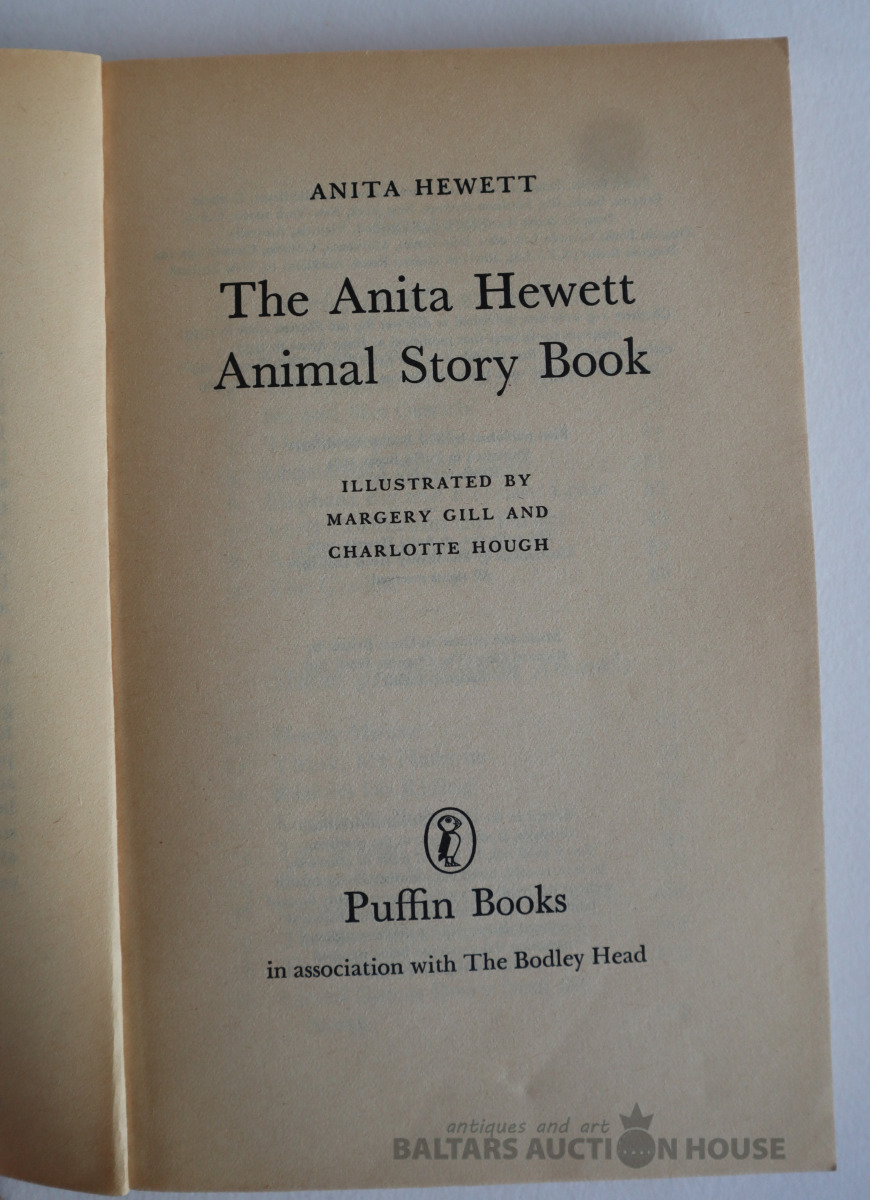 ANITA HEWETT
The Anita Hewett
Animal Story Book
ILLUSTRATED BY
MARGERY GILL AND
CHARLOTTE HOUGH
Puffin Books
in association with The Bodley Head
antiques and art
BALTARS AUCTION HOUSE